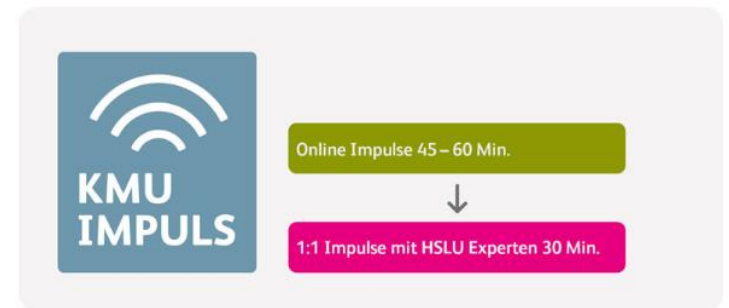 KMU
IMPULS
Online Impulse 45 – 60 Min.
1:1 Impulse mit HSLU Experten 30 Min.